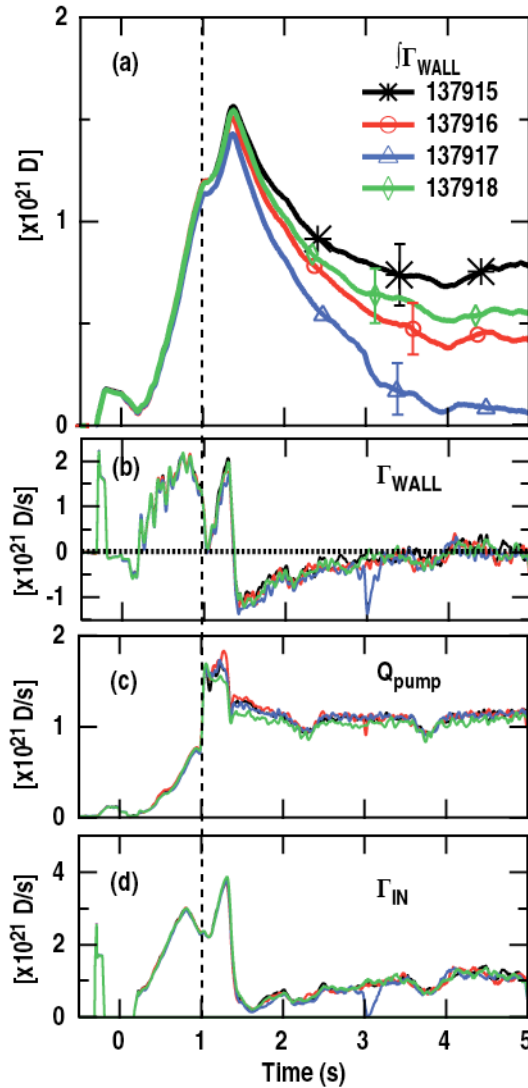 2
(a)
∫Γ_WALL
137915
137916
137917
137918
1
[x10^21 D]
0
2
(b)
Γ_WALL
1
0
-1
[x10^21 D/s]
2
(c)
Q_pump
1
[x10^21 D/s]
0
(d)
Γ_IN
4
2
[x10^21 D/s]
0
0 1 2 3 4 5
Time (s)